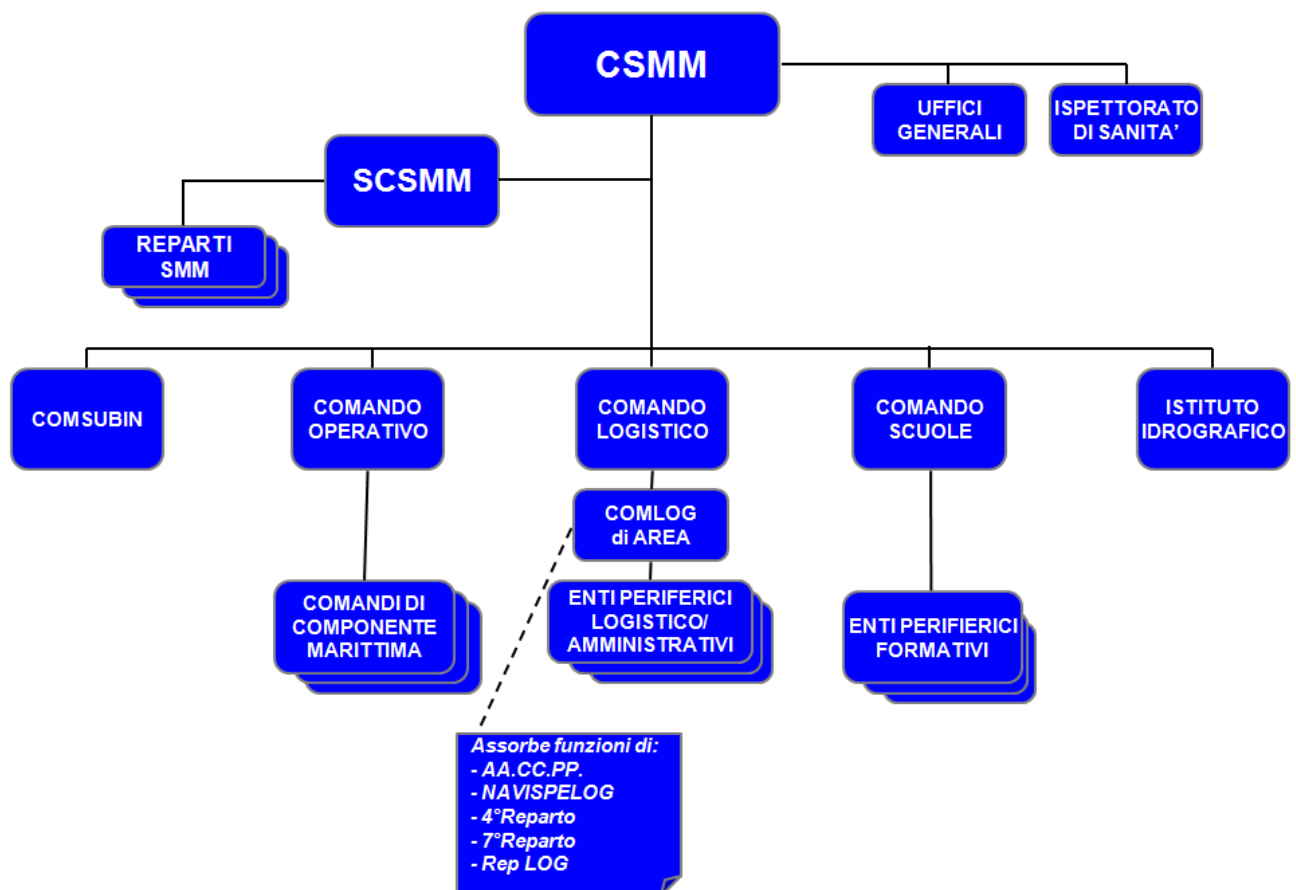 CSMM
UFFICI
GENERALI
ISPETTORATO
DI SANITA'
SCSMM
REPARTI
SMM
COMSUBIN
COMANDO
OPERATIVO
COMANDO
LOGISTICO
COMANDO
SCUOLE
ISTITUTO
IDROGRAFICO
COMLOG
di AREA
COMANDI DI
COMPONENTE
MARITTIMA
ENTI PERIFERICI
LOGISTICO/
AMMINISTRATIVI
ENTI PERIFIERICI
FORMATIVI
Assorbe funzioni di:
- AA.CC.PP.
- NAVISPELOG
- 4°Reparto
- 7°Reparto
- Rep LOG